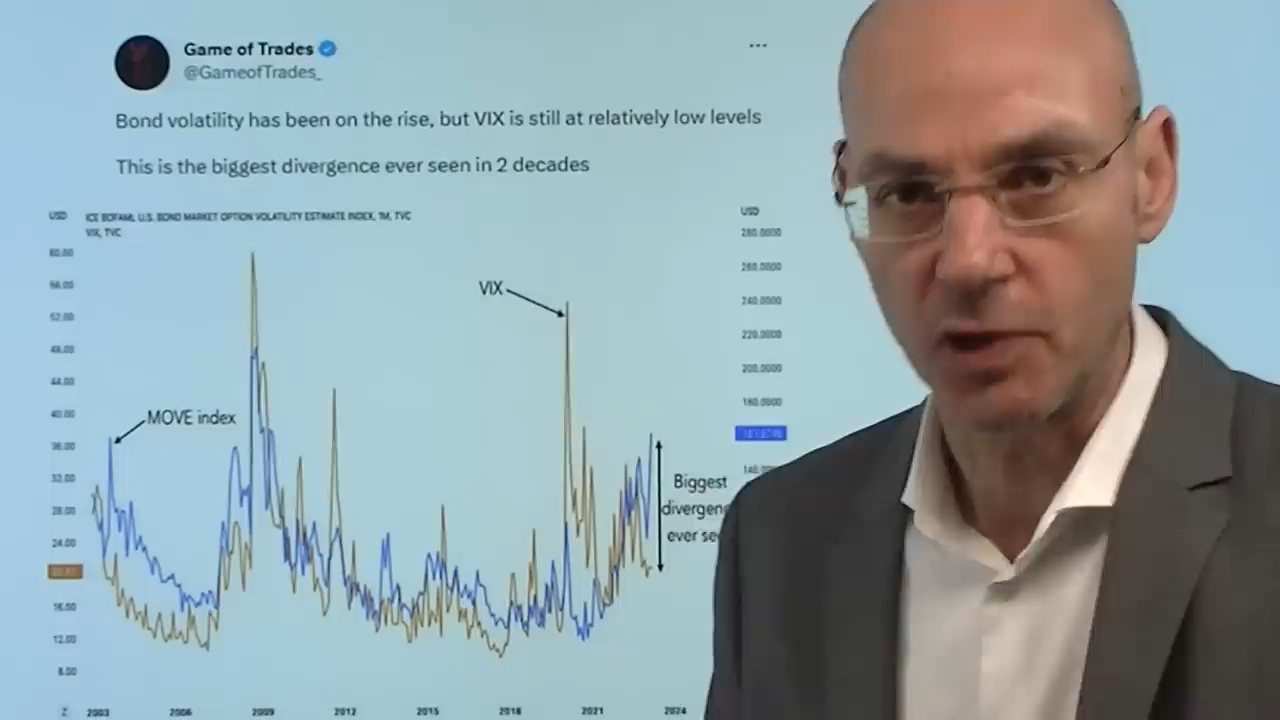 Game of Trades
@GameofTrades_
...
Bond volatility has been on the rise, but VIX is still at relatively low levels
This is the biggest divergence ever seen in 2 decades
USD
ICE BOFAML U.S. BOND MARKET OPTION VOLATILITY ESTIMATE INDEX, 1M, TVC
VIX, TVC
USD
280.0000
260.0000
240.0000
220.0000
200.0000
180.0000
60.00
56.00
52.00
48.00
44.00
40.00
36.00
32.00
28.00
24.00
16.00
12.00
8.00
VIX
MOVE index
Biggest
divergen
ever se
Z
2003
2006
2009
2012
2015
2018
2021
2024